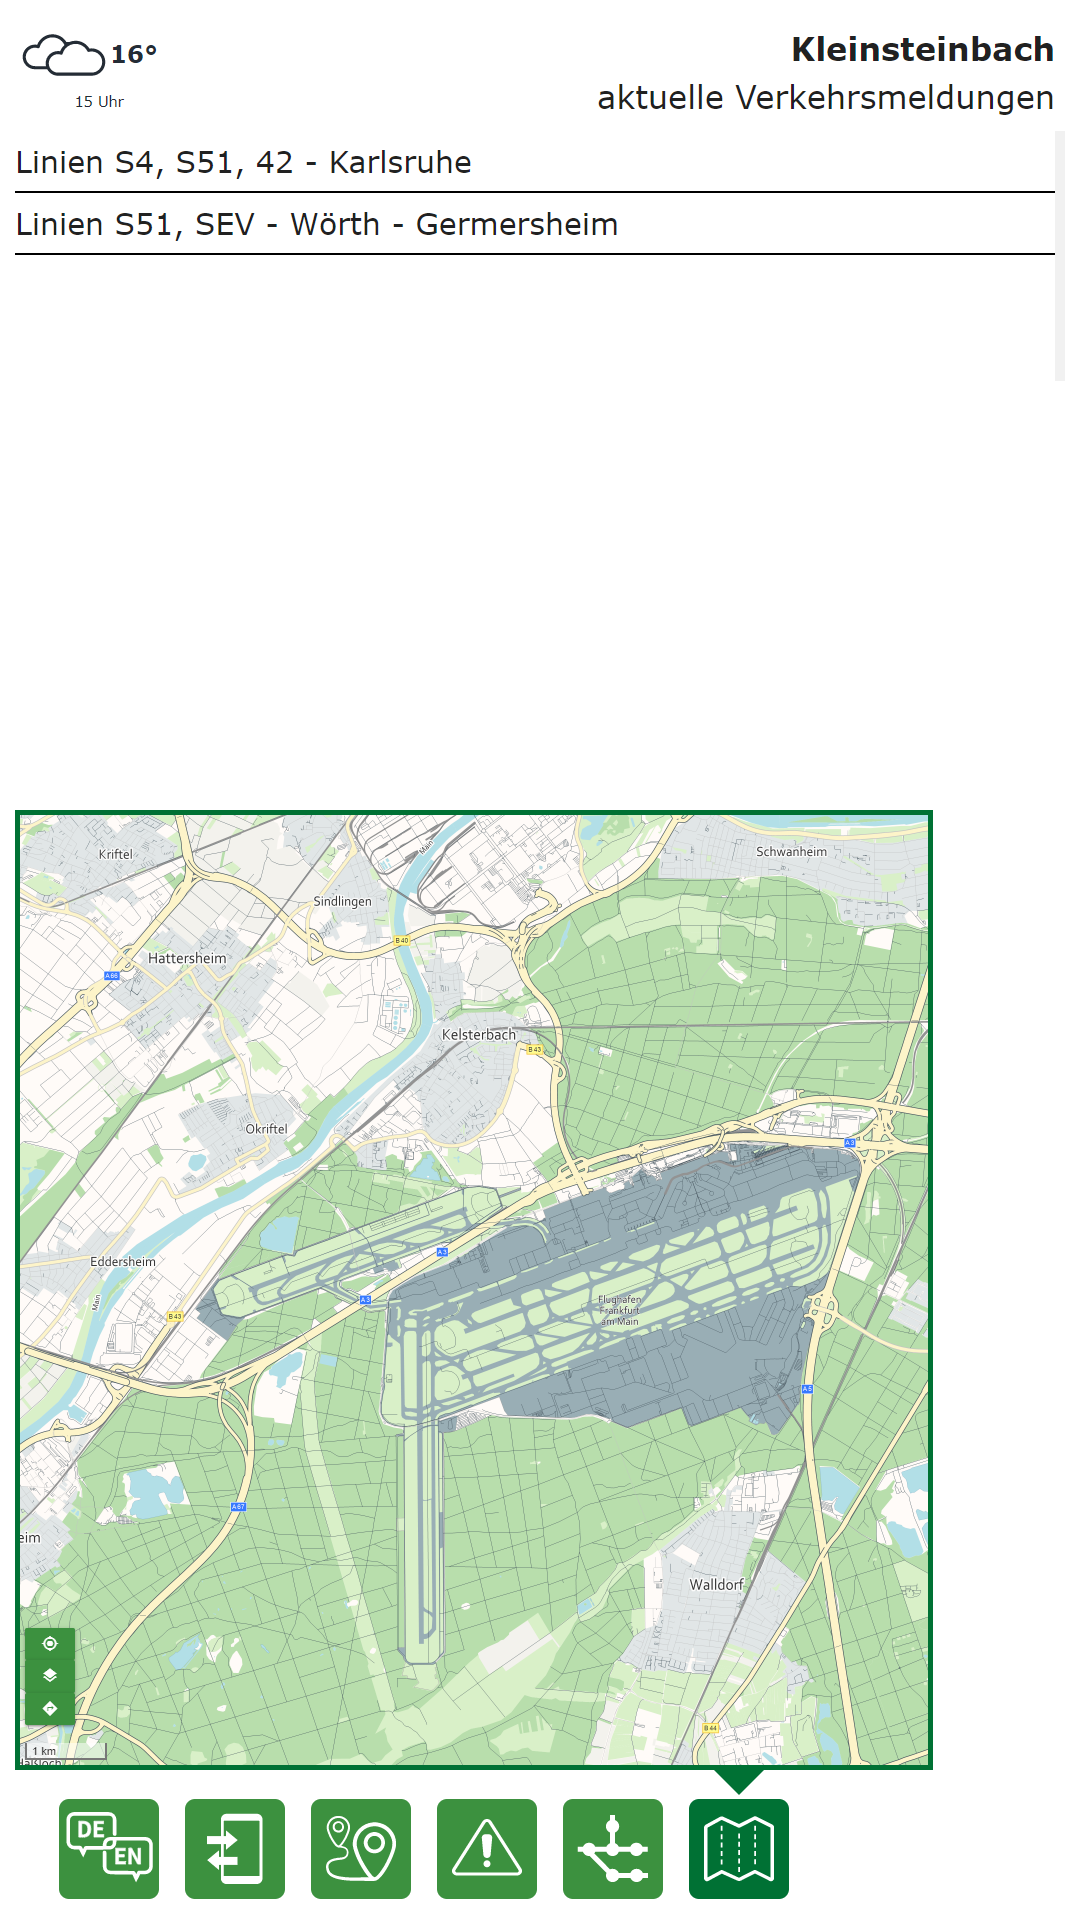 16°
15 Uhr
Kleinsteinbach
aktuelle Verkehrsmeldungen
Linien S4, S51, 42 - Karlsruhe
Linien S51, SEV - Wörth - Germersheim
Kriftel
Main
Schwanheim
Sindlingen
B 40
Hattersheim
A 66
Kelsterbach
B 43
Okriftel
A 3
Eddersheim
A 3
Main
A 3
B 43
Flughafen
Frankfurt
am Main
A 5
A 67
eim
Walldorf
B 44
1 km
DE
EN